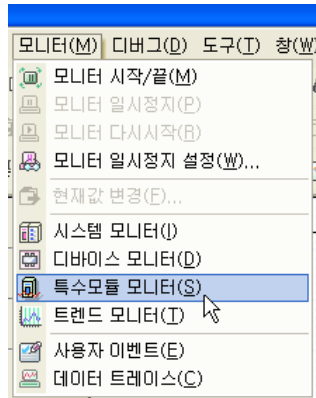 모니터(M) 디버그(D) 도구(T) 창(W
모니터 시작/끝(M)
모니터 일시정지(P)
모니터 다시시작(R)
모니터 일시정지 설정(W)...
현재값 변경(F)...
시스템 모니터(I)
디바이스 모니터(D)
특수모듈 모니터(S)
트렌드 모니터(T)
사용자 이벤트(E)
데이터 트레이스(C)